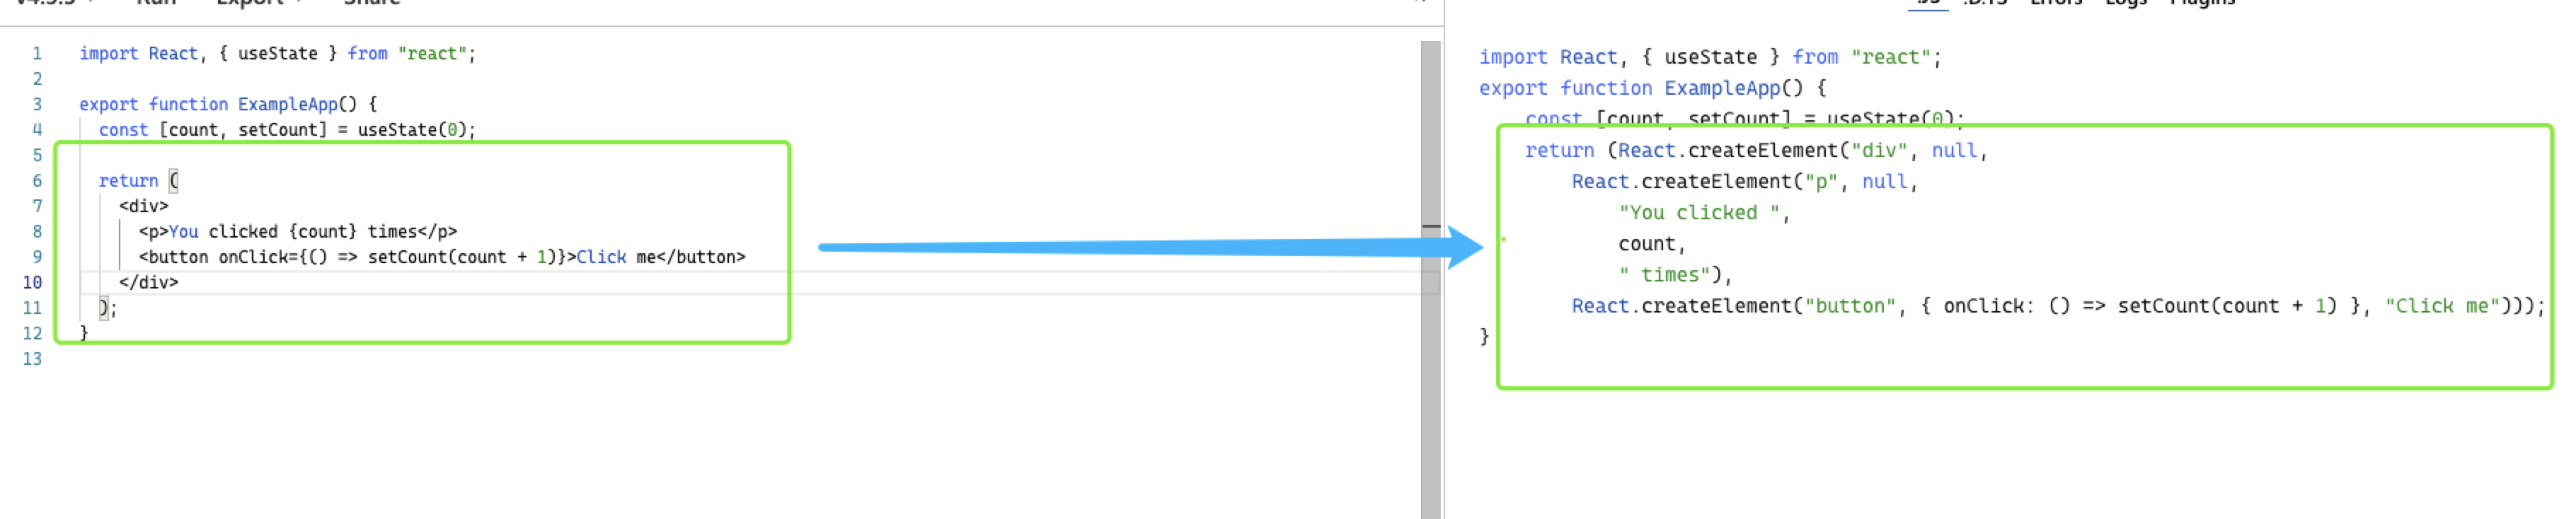 v4.3.5 Run Export Share
1 import React, { useState } from "react";
2
3 export function ExampleApp() {
4 const [count, setCount] = useState(0);
5
6 return (
7 <div>
8 <p>You clicked {count} times</p>
9 <button onClick={() => setCount(count + 1)}>Click me</button>
10 </div>
11 );
12 }
13
.JS .D.TS Errors Logs Plugins
import React, { useState } from "react";
export function ExampleApp() {
const [count, setCount] = useState(0);
return (React.createElement("div", null,
React.createElement("p", null,
"You clicked ",
count,
" times"),
React.createElement("button", { onClick: () => setCount(count + 1) }, "Click me")));
}